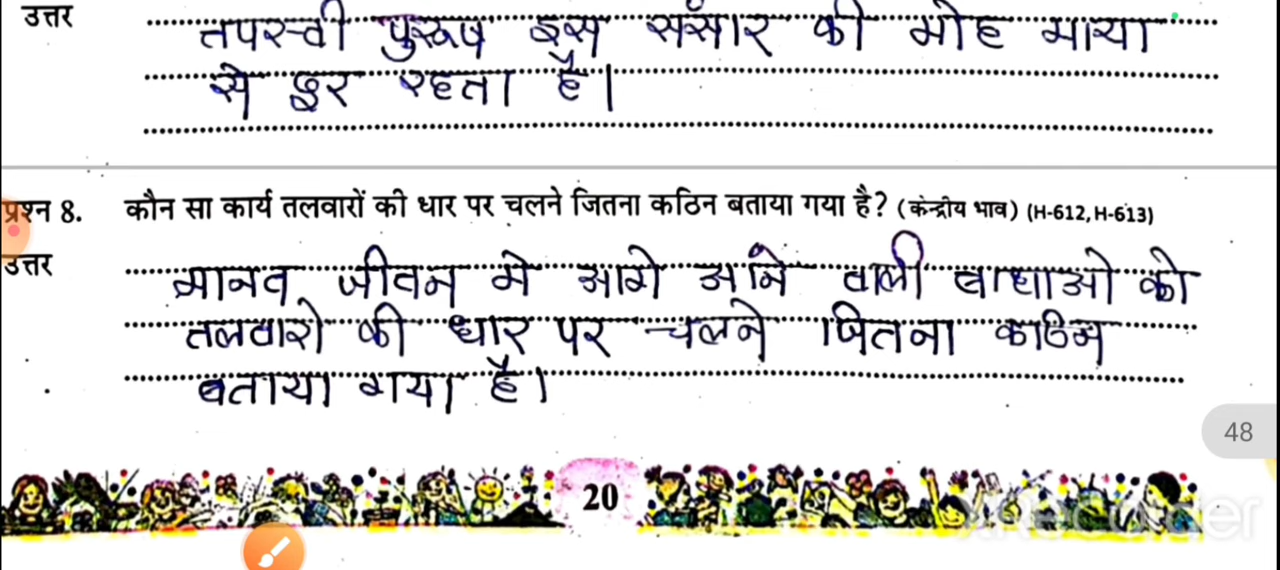 उत्तर
तपस्वी पुरूष इस संसार की मोह माया
से दुर रहता है।
प्रश्न 8. कौन सा कार्य तलवारों की धार पर चलने जितना कठिन बताया गया है? (केन्द्रीय भाव) (H-612, H-613)
उत्तर
मानव जीवन मे आगे आने वाली बाधाओ को
तलवारो की धार पर चलने जितना कठिन
बताया गया है।
48
20